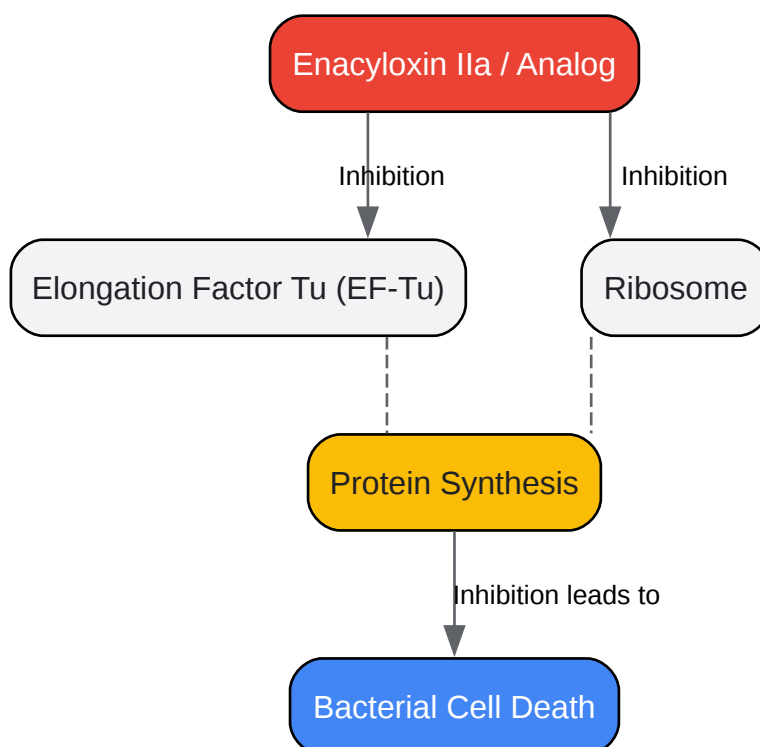 Enacyloxin IIa / Analog
Inhibition
Inhibition
Elongation Factor Tu (EF-Tu)
Ribosome
Protein Synthesis
Inhibition leads to
Bacterial Cell Death